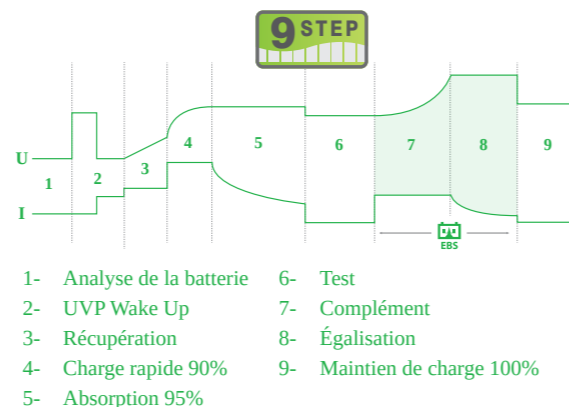 9 STEP
U
I
1
2
3
4
5
6
7
8
9
EBS
1- Analyse de la batterie
2- UVP Wake Up
3- Récupération
4- Charge rapide 90%
5- Absorption 95%
6- Test
7- Complément
8- Égalisation
9- Maintien de charge 100%